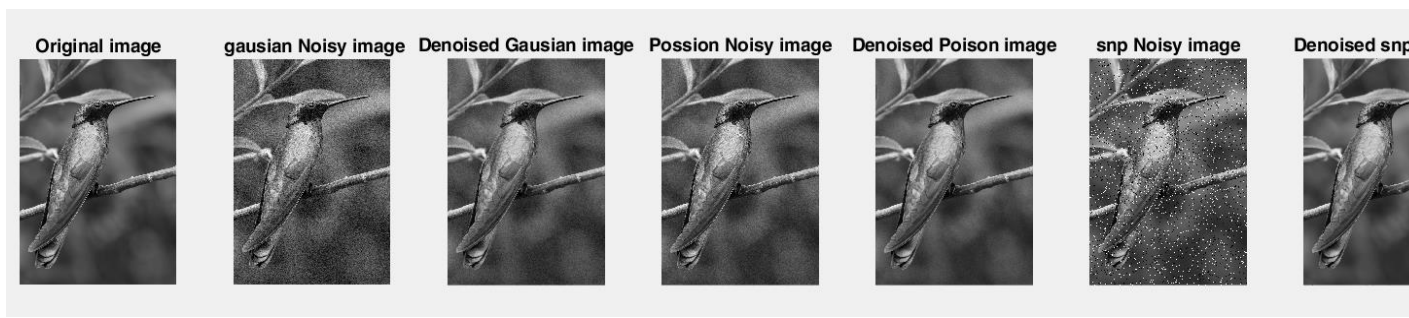 Original image
gausian Noisy image
Denoised Gausian image
Possion Noisy image
Denoised Poison image
snp Noisy image
Denoised snp